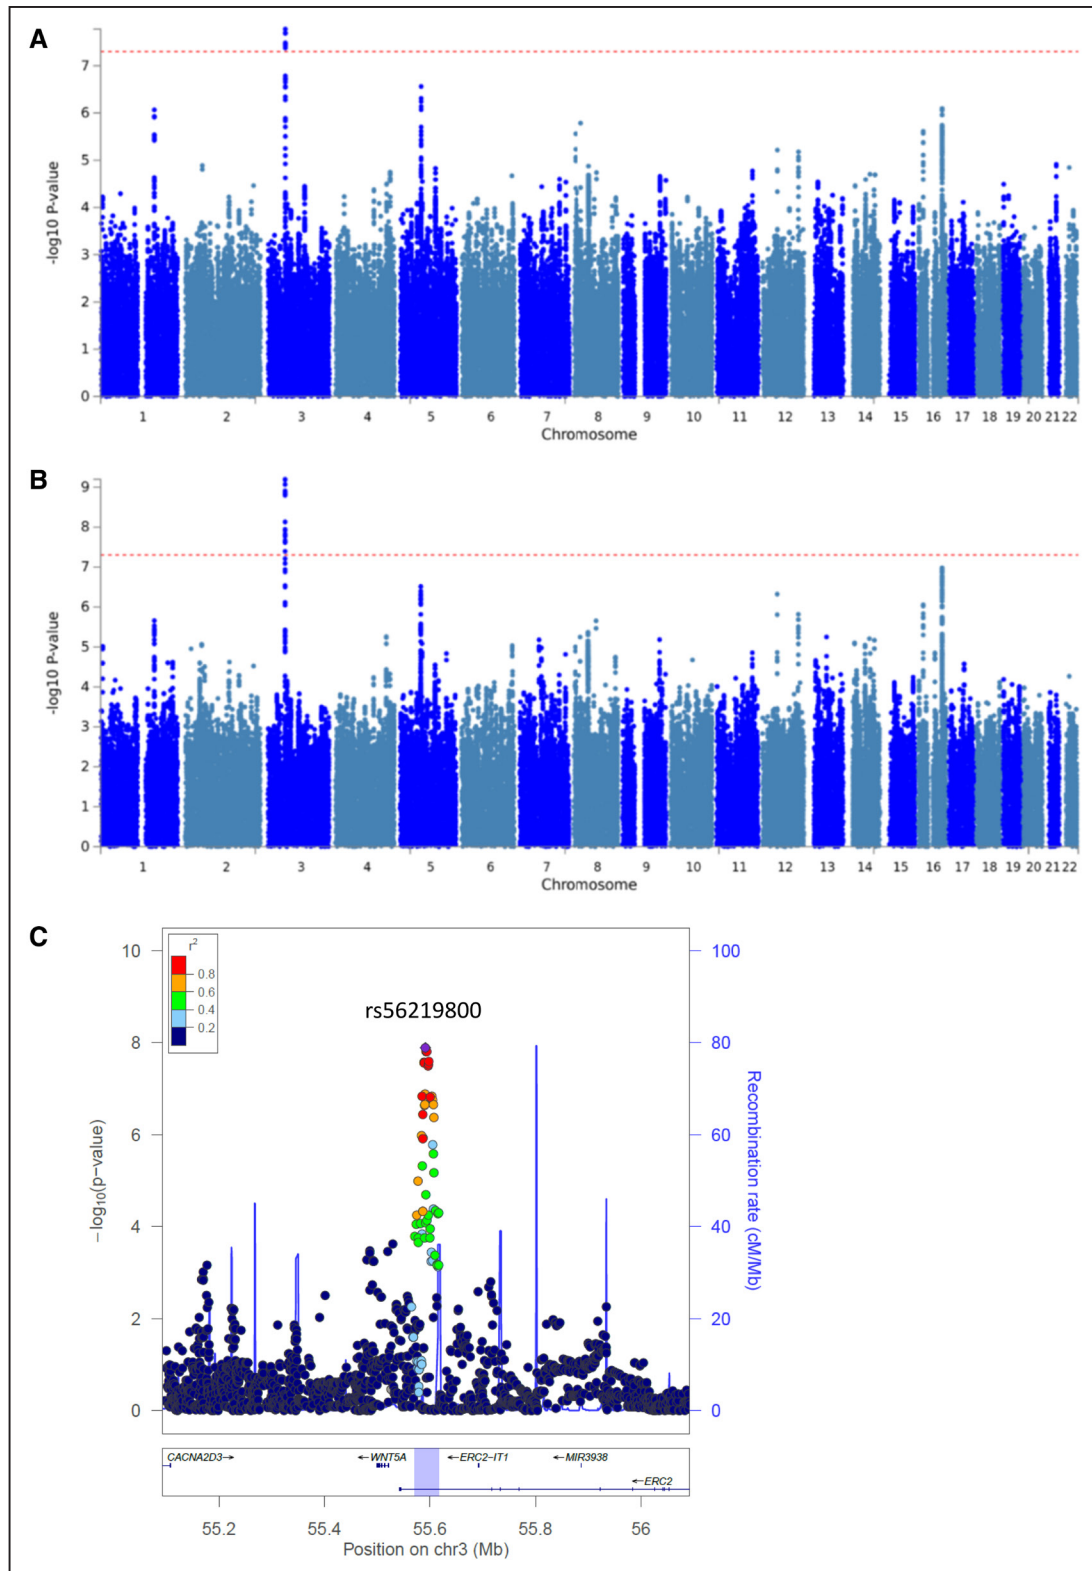 A
-log10 P-value
7
6
5
4
3
2
1
0
1 2 3 4 5 6 7 8 9 10 11 12 13 14 15 16 17 18 19 20 21 22
Chromosome
B
-log10 P-value
9
8
7
6
5
4
3
2
1
0
1 2 3 4 5 6 7 8 9 10 11 12 13 14 15 16 17 18 19 20 21 22
Chromosome
C
r²
0.8
0.6
0.4
0.2
rs56219800
−log₁₀(p−value)
10
8
6
4
2
0
Recombination rate (cM/Mb)
100
80
60
40
20
0
CACNA2D3→ ←WNT5A ←ERC2−IT1 ←MIR3938
←ERC2
55.2 55.4 55.6 55.8 56
Position on chr3 (Mb)